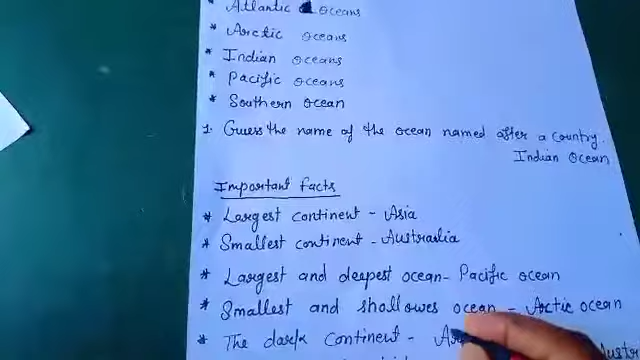 * Atlantic oceans
* Arctic oceans
* Indian oceans
* Pacific oceans
* Southern ocean
1. Guess the name of the ocean named after a country.
Indian Ocean
Important facts
* Largest continent - Asia
* Smallest continent - Australia
* Largest and deepest ocean - Pacific ocean
* Smallest and shallowes ocean - Arctic ocean
* The dark continent -